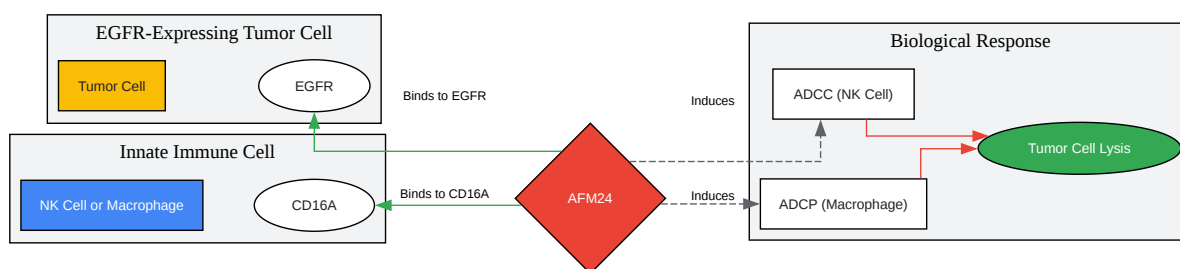 EGFR-Expressing Tumor Cell
Tumor Cell
EGFR
Innate Immune Cell
NK Cell or Macrophage
CD16A
Binds to EGFR
Binds to CD16A
AFM24
Induces
Induces
Biological Response
ADCC (NK Cell)
ADCP (Macrophage)
Tumor Cell Lysis